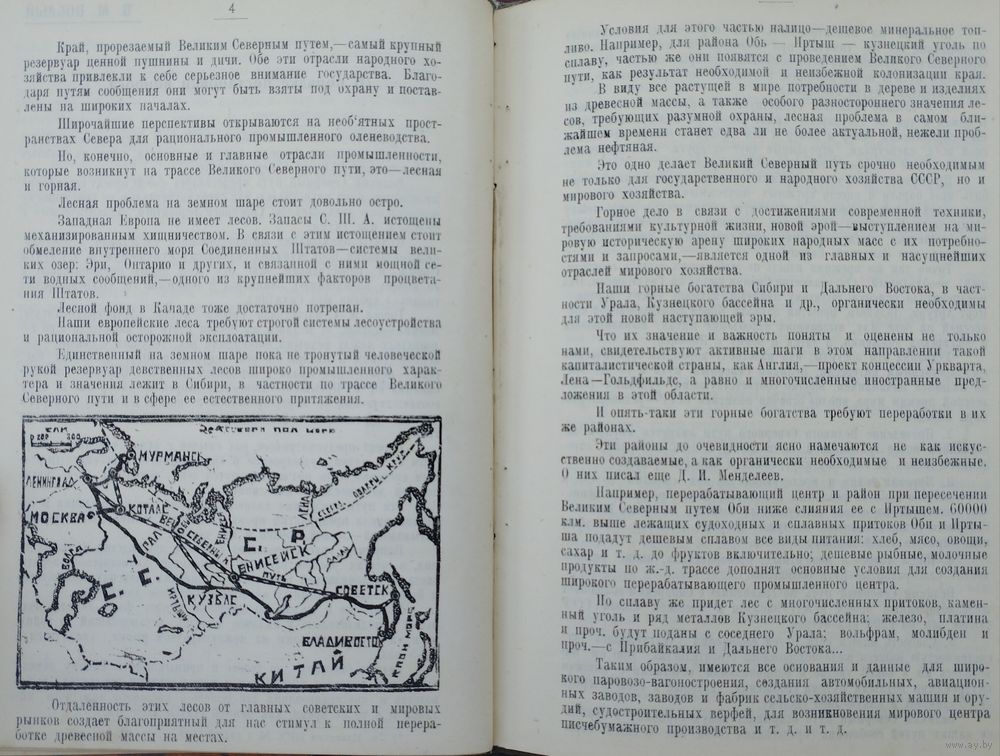 4
Край, прорезаемый Великим Северным путем,—самый крупный
резервуар ценной пушнины и дичи. Обе эти отрасли народного хо-
зяйства привлекли к себе серьезное внимание государства. Благо-
даря путям сообщения они могут быть взяты под охрану и постав-
лены на широких началах.
Широчайшие перспективы открываются на необ'ятных прост-
ранствах Севера для рационального промышленного оленеводства.
Но, конечно, основные и главные отрасли промышленности,
которые возникнут на трассе Великого Северного пути, это—лесная
и горная.
Лесная проблема на земном шаре стоит довольно остро.
Западная Европа не имеет лесов. Запасы С. Ш. А. истощены
механизированным хищничеством. В связи с этим истощением стоит
обмеление внутреннего моря Соединенных Штатов—системы вели-
ких озер: Эри, Онтарио и других, и связанной с ними мощной се-
ти водных сообщений,—одного из крупнейших факторов процвета-
ния Штатов.
Лесной фонд в Канаде тоже достаточно потрепан.
Наши европейские леса требуют строгой системы лесоустройства
и рациональной осторожной эксплоатации.
Единственный на земном шаре пока не тронутый человеческой
рукой резервуар девственных лесов широко промышленного харак-
тера и значения лежит в Сибири, в частности по трассе Великого
Северного пути и в сфере ее естественного притяжения.
МУРМАНСК
ЛЕНИНГРАД
МОСКВА
КОТЛАС
ВЕЛ
СЕВЕРНЫЙ
ПУТЬ
УРАЛ
С. С. С. Р.
ЕНИСЕЙСК
КУЗБАС
ИРТЫШ
ВОЛГА
ЛЕНА
СОВЕТСК
ВЛАДИВОСТОК
КИТАЙ
Отдаленность этих лесов от главных советских и мировых
рынков создает благоприятный для нас стимул к полной перера-
ботке древесной массы на местах.
Условия для этого частью налицо—дешевое минеральное топ-
ливо. Например, для района Обь — Иртыш — кузнецкий уголь по
сплаву, частью же они появятся с проведением Великого Северного
пути, как результат необходимой и неизбежной колонизации края.
В виду все растущей в мире потребности в дереве и изделиях
из древесной массы, а также особого разностороннего значения ле-
сов, требующих разумной охраны, лесная проблема в самом бли-
жайшем времени станет едва ли не более актуальной, нежели проб-
лема нефтяная.
Это одно делает Великий Северный путь срочно необходимым
не только для государственного и народного хозяйства СССР, но и
мирового хозяйства.
Горное дело в связи с достижениями современной техники,
требованиями культурной жизни, новой эрой—выступлением на ми-
ровую историческую арену широких народных масс с их потребно-
стями и запросами,—является одной из главных и насущнейших
отраслей мирового хозяйства.
Наши горные богатства Сибири и Дальнего Востока, в част-
ности Урала, Кузнецкого бассейна и др., органически необходимы
для этой новой наступающей эры.
Что их значение и важность поняты и оценены не только
нами, свидетельствуют активные шаги в этом направлении такой
капиталистической страны, как Англия,—проект концессии Уркварта,
Лена—Гольдфильдс, а равно и многочисленные иностранные пред-
ложения в этой области.
И опять-таки эти горные богатства требуют переработки в их
же районах.
Эти районы до очевидности ясно намечаются не как искус-
ственно создаваемые, а как органически необходимые и неизбежные.
О них писал еще Д. И. Менделеев.
Например, перерабатывающий центр и район при пересечении
Великим Северным путем Оби ниже слияния ее с Иртышем. 60000
клм. выше лежащих судоходных и сплавных притоков Оби и Ирты-
ша подадут дешевым сплавом все виды питания: хлеб, мясо, овощи,
сахар и т. д. до фруктов включительно; дешевые рыбные, молочные
продукты по ж.-д. трассе дополнят основные условия для создания
широкого перерабатывающего промышленного центра.
По сплаву же придет лес с многочисленных притоков, камен-
ный уголь и ряд металлов Кузнецкого бассейна; железо, платина
и проч. будут поданы с соседнего Урала; вольфрам, молибден и
проч.—с Прибайкалия и Дальнего Востока...
Таким образом, имеются все основания и данные для широ-
кого паровозо-вагоностроения, создания автомобильных, авиацион-
ных заводов, заводов и фабрик сельско-хозяйственных машин и ору-
дий, судостроительных верфей, для возникновения мирового центра
писчебумажного производства и т. д. и т. д.
www.ay.by